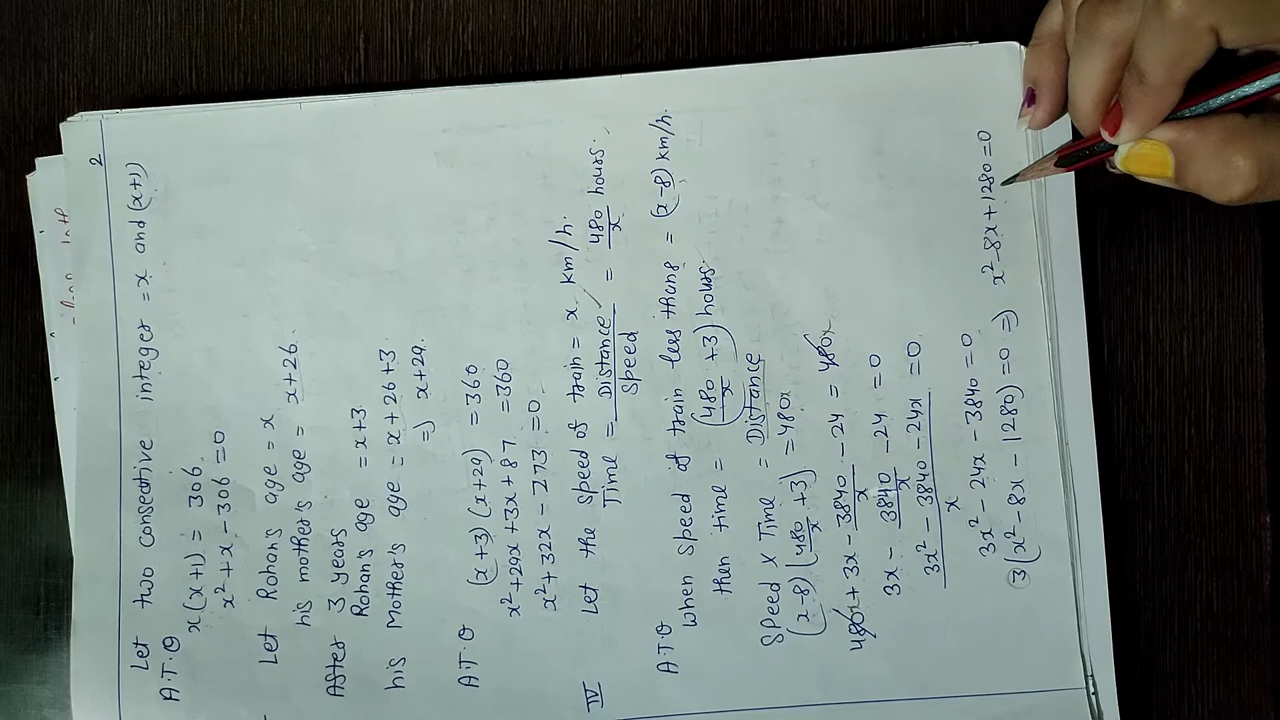 2
Let two consective integer = x and (x+1)
A.T.Q
x(x+1) = 306.
x²+x-306=0
Let Rohan's age = x
his mother's age = x+26.
After 3 years
Rohan's age = x+3.
his Mother's age = x+26+3.
=) x+29.
A.T.Q (x+3)(x+29) = 360
x²+29x+3x+87 = 360
x²+32x-273=0.
IV Let the speed of train = x km/h.
Time = Distance/Speed = 480/x hours.
A.T.Q
When speed of train less thans = (x-8) km/h.
then time = (480/x +3) hours.
Speed X Time = Distance
(x-8)(480/x +3) = 480x
480x+3x-3840/x -24 = 480x
3x - 3840/x -24 = 0
3x² - 3840 - 24x/x = 0.
3x² - 24x - 3840 = 0
3(x² - 8x - 1280) = 0 =) x²-8x+1280=0